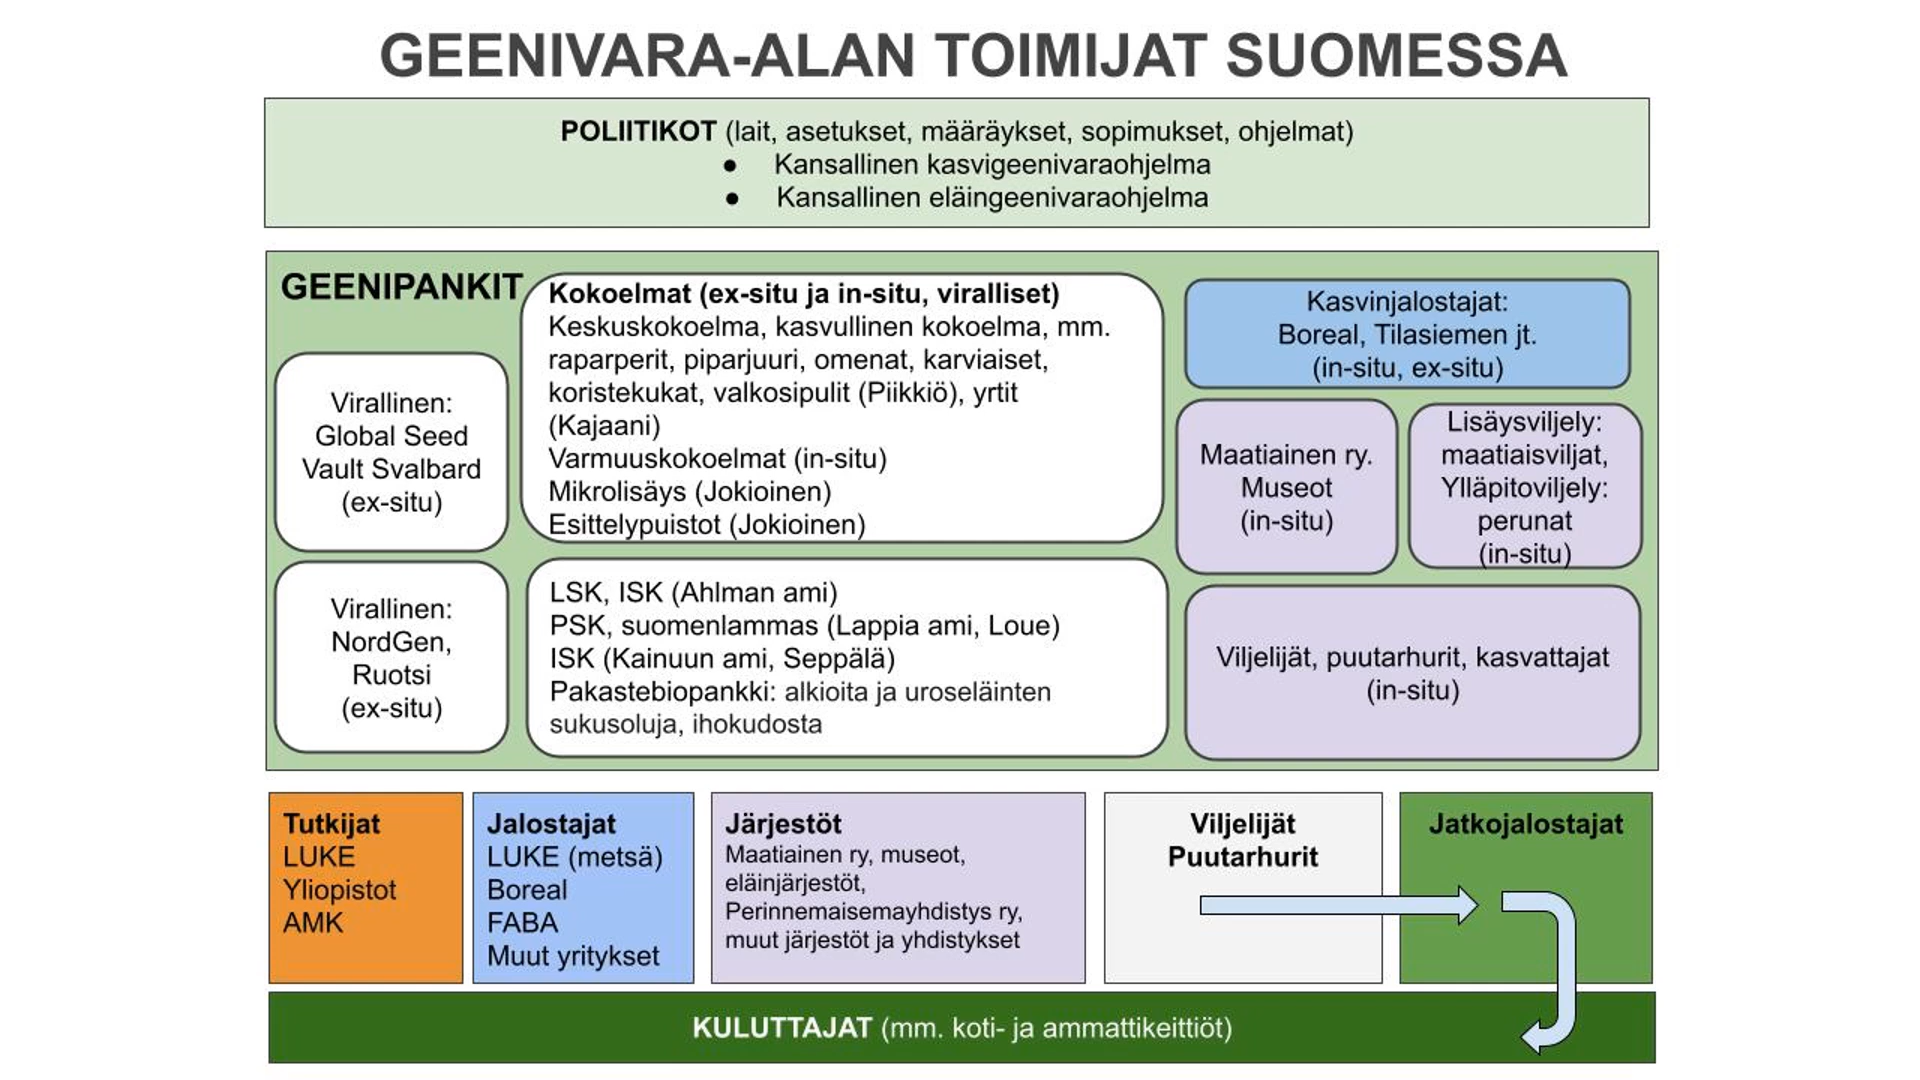 GEENIVARA-ALAN TOIMIJAT SUOMESSA
POLIITIKOT (lait, asetukset, määräykset, sopimukset, ohjelmat)
● Kansallinen kasvigeenivaraohjelma
● Kansallinen eläingeenivaraohjelma
GEENIPANKIT
Virallinen:
Global Seed
Vault Svalbard
(ex-situ)
Virallinen:
NordGen,
Ruotsi
(ex-situ)
Kokoelmat (ex-situ ja in-situ, viralliset)
Keskuskokoelma, kasvullinen kokoelma, mm.
raparperit, piparjuuri, omenat, karviaiset,
koristekukat, valkosipulit (Piikkiö), yrtit
(Kajaani)
Varmuuskokoelmat (in-situ)
Mikrolisäys (Jokioinen)
Esittelypuistot (Jokioinen)
LSK, ISK (Ahlman ami)
PSK, suomenlammas (Lappia ami, Loue)
ISK (Kainuun ami, Seppälä)
Pakastebiopankki: alkioita ja uroseläinten
sukusoluja, ihokudosta
Kasvinjalostajat:
Boreal, Tilasiemen jt.
(in-situ, ex-situ)
Maatiainen ry.
Museot
(in-situ)
Lisäysviljely:
maatiaisviljat,
Ylläpitoviljely:
perunat
(in-situ)
Viljelijät, puutarhurit, kasvattajat
(in-situ)
Tutkijat
LUKE
Yliopistot
AMK
Jalostajat
LUKE (metsä)
Boreal
FABA
Muut yritykset
Järjestöt
Maatiainen ry, museot,
eläinjärjestöt,
Perinnemaisemayhdistys ry,
muut järjestöt ja yhdistykset
Viljelijät
Puutarhurit
Jatkojalostajat
KULUTTAJAT (mm. koti- ja ammattikeittiöt)